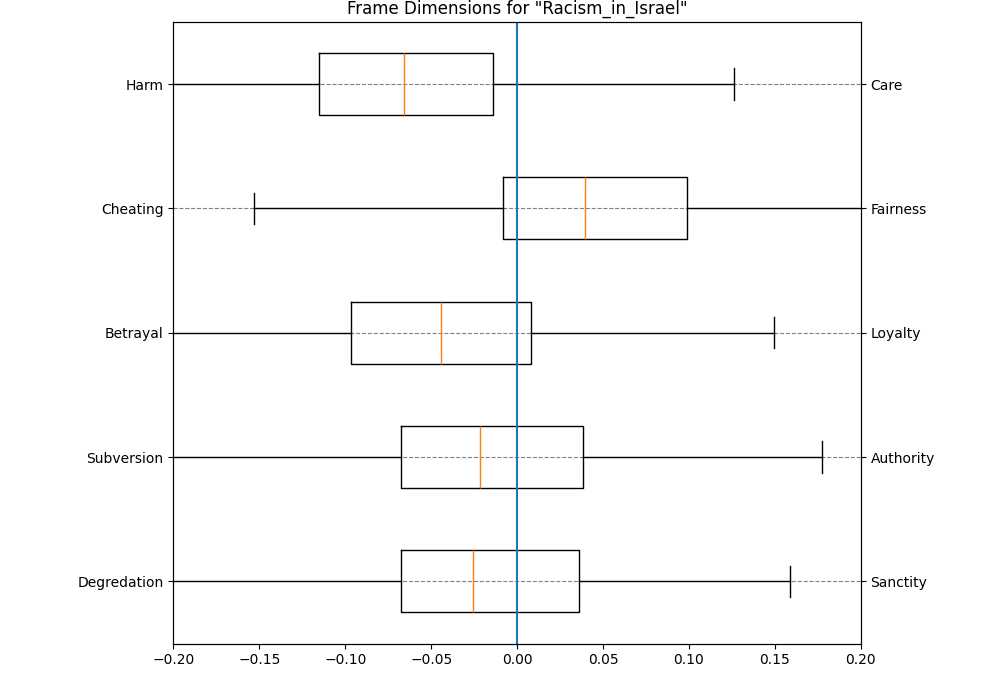 Frame Dimensions for "Racism_in_Israel"
Harm Care
Cheating Fairness
Betrayal Loyalty
Subversion Authority
Degredation Sanctity
−0.20 −0.15 −0.10 −0.05 0.00 0.05 0.10 0.15 0.20